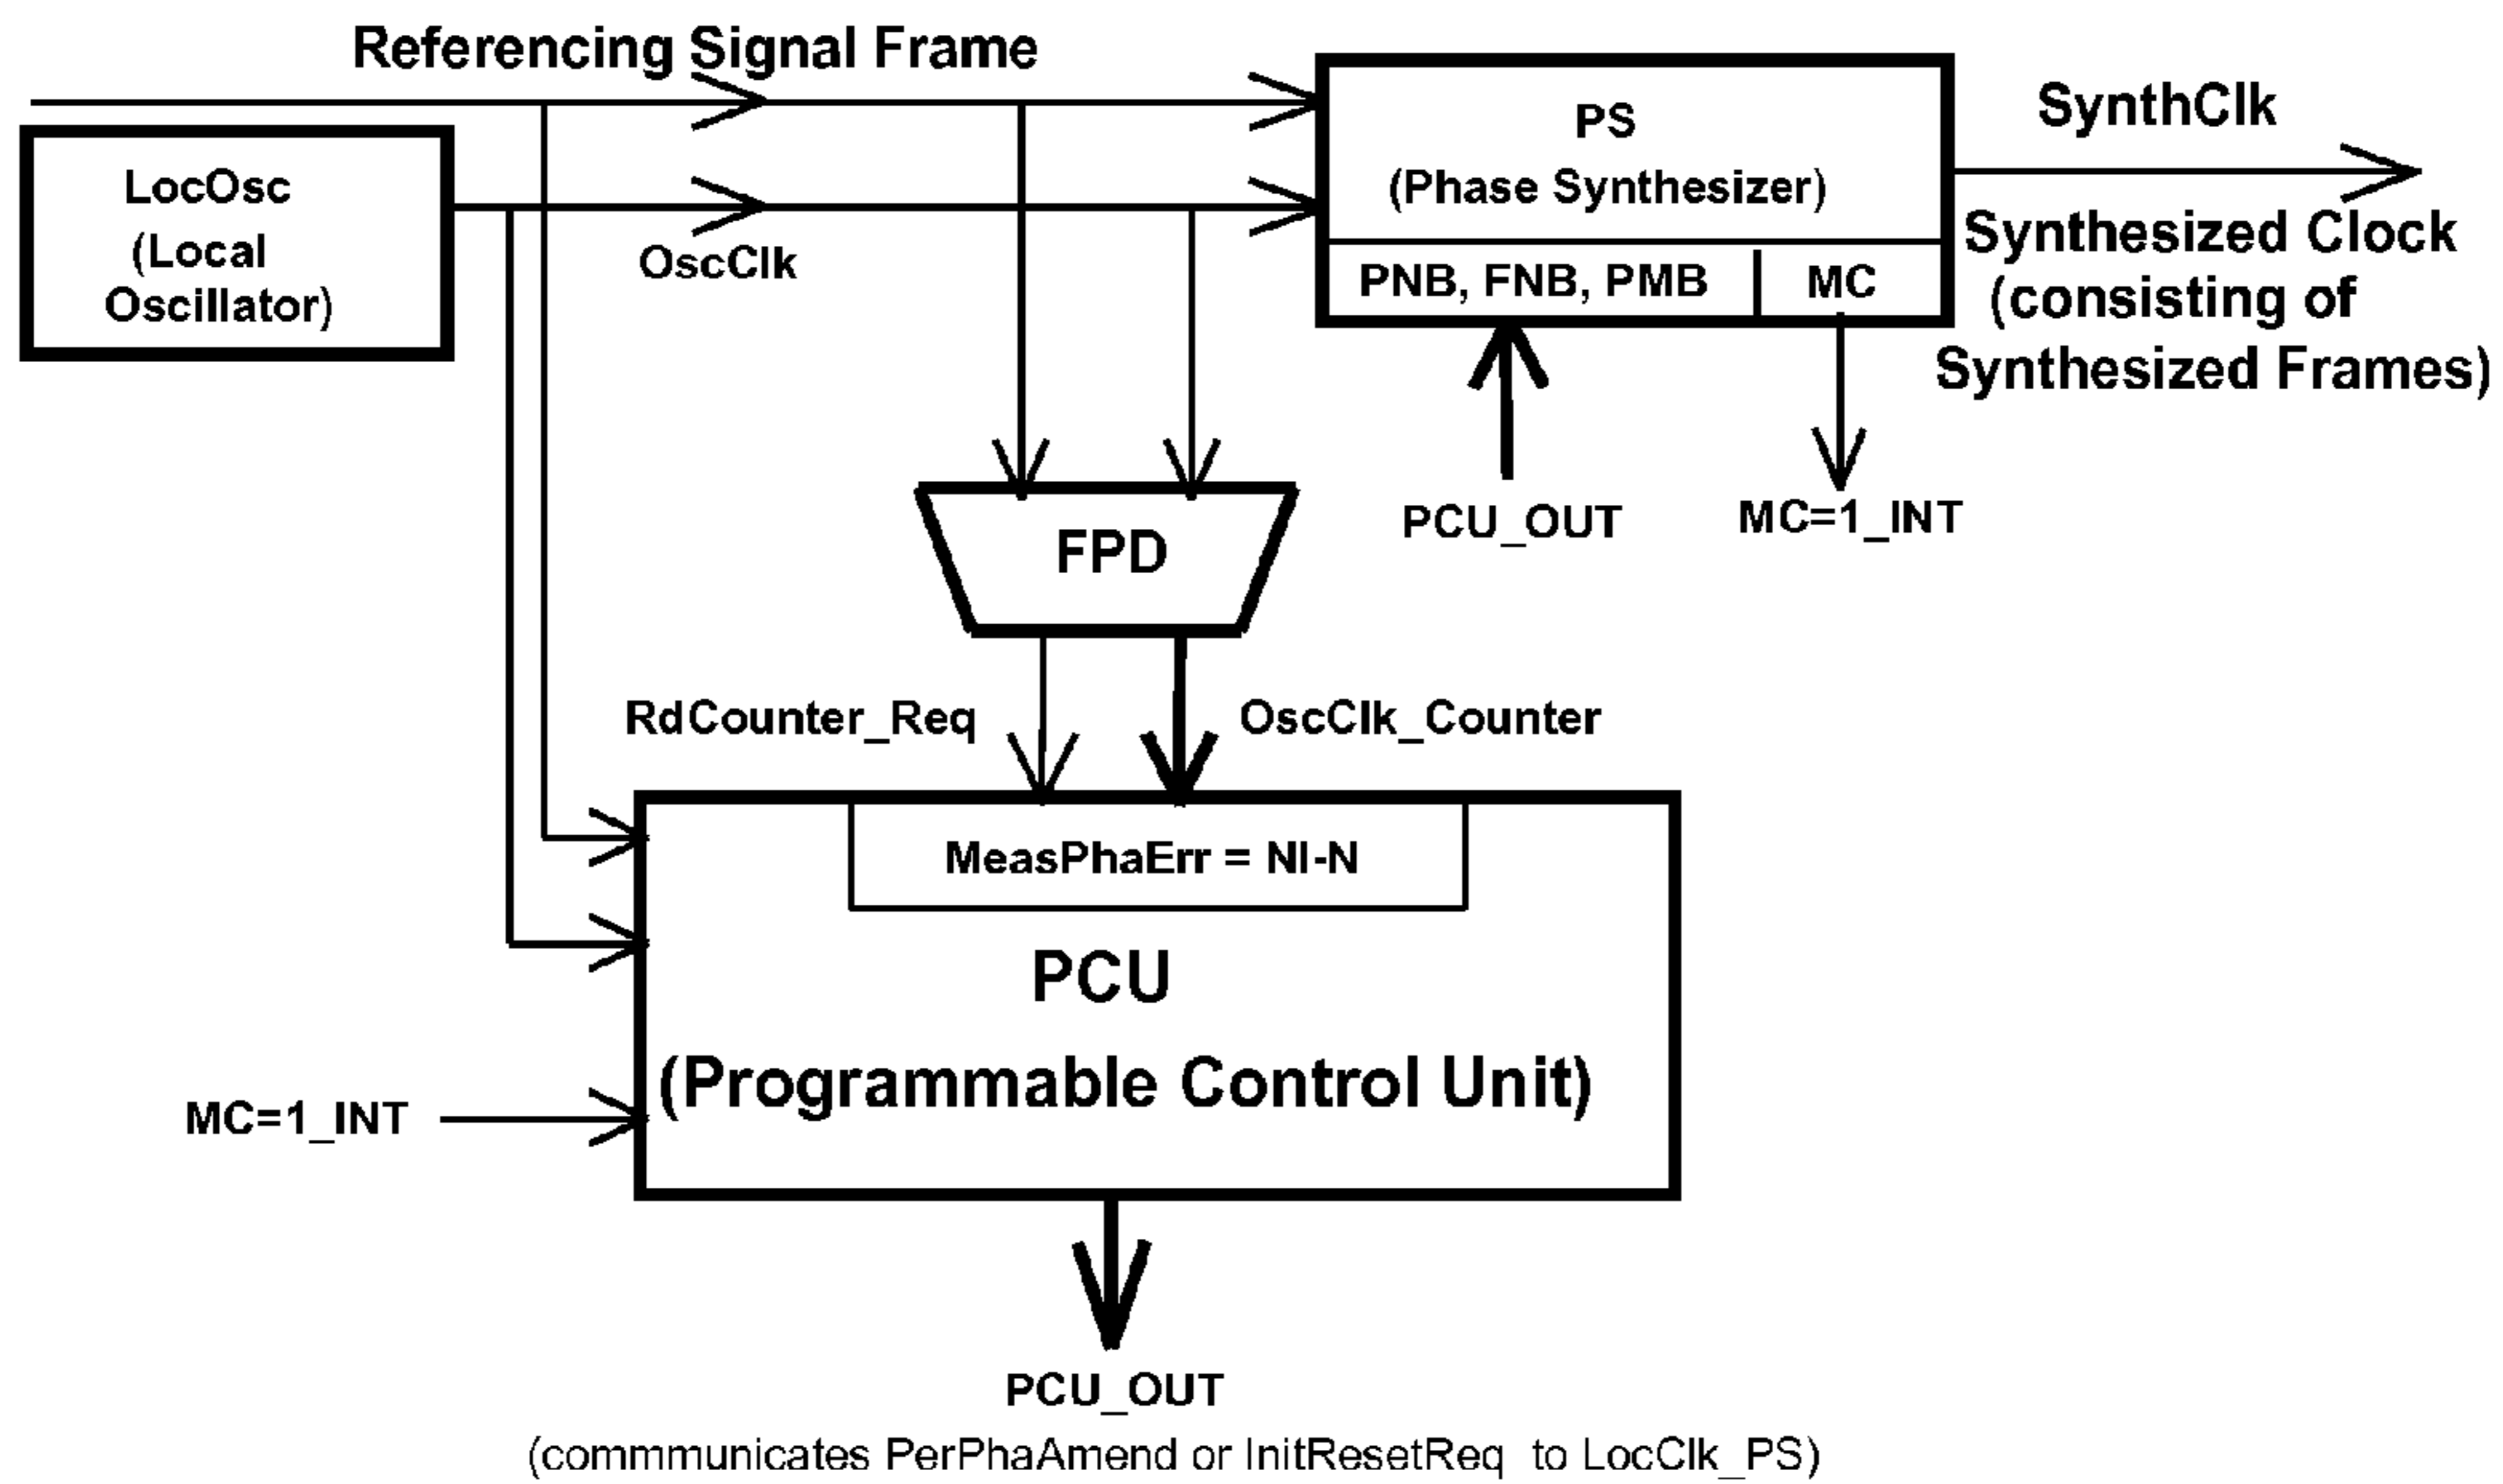 Referencing Signal Frame
LocOsc
(Local
Oscillator)
OscClk
PS
(Phase Synthesizer)
PNB, FNB, PMB
MC
SynthClk
Synthesized Clock
(consisting of
Synthesized Frames)
PCU_OUT
MC=1_INT
FPD
RdCounter_Req
OscClk_Counter
MeasPhaErr = NI-N
PCU
(Programmable Control Unit)
MC=1_INT
PCU_OUT
(commmunicates PerPhaAmend or InitResetReq to LocClk_PS)